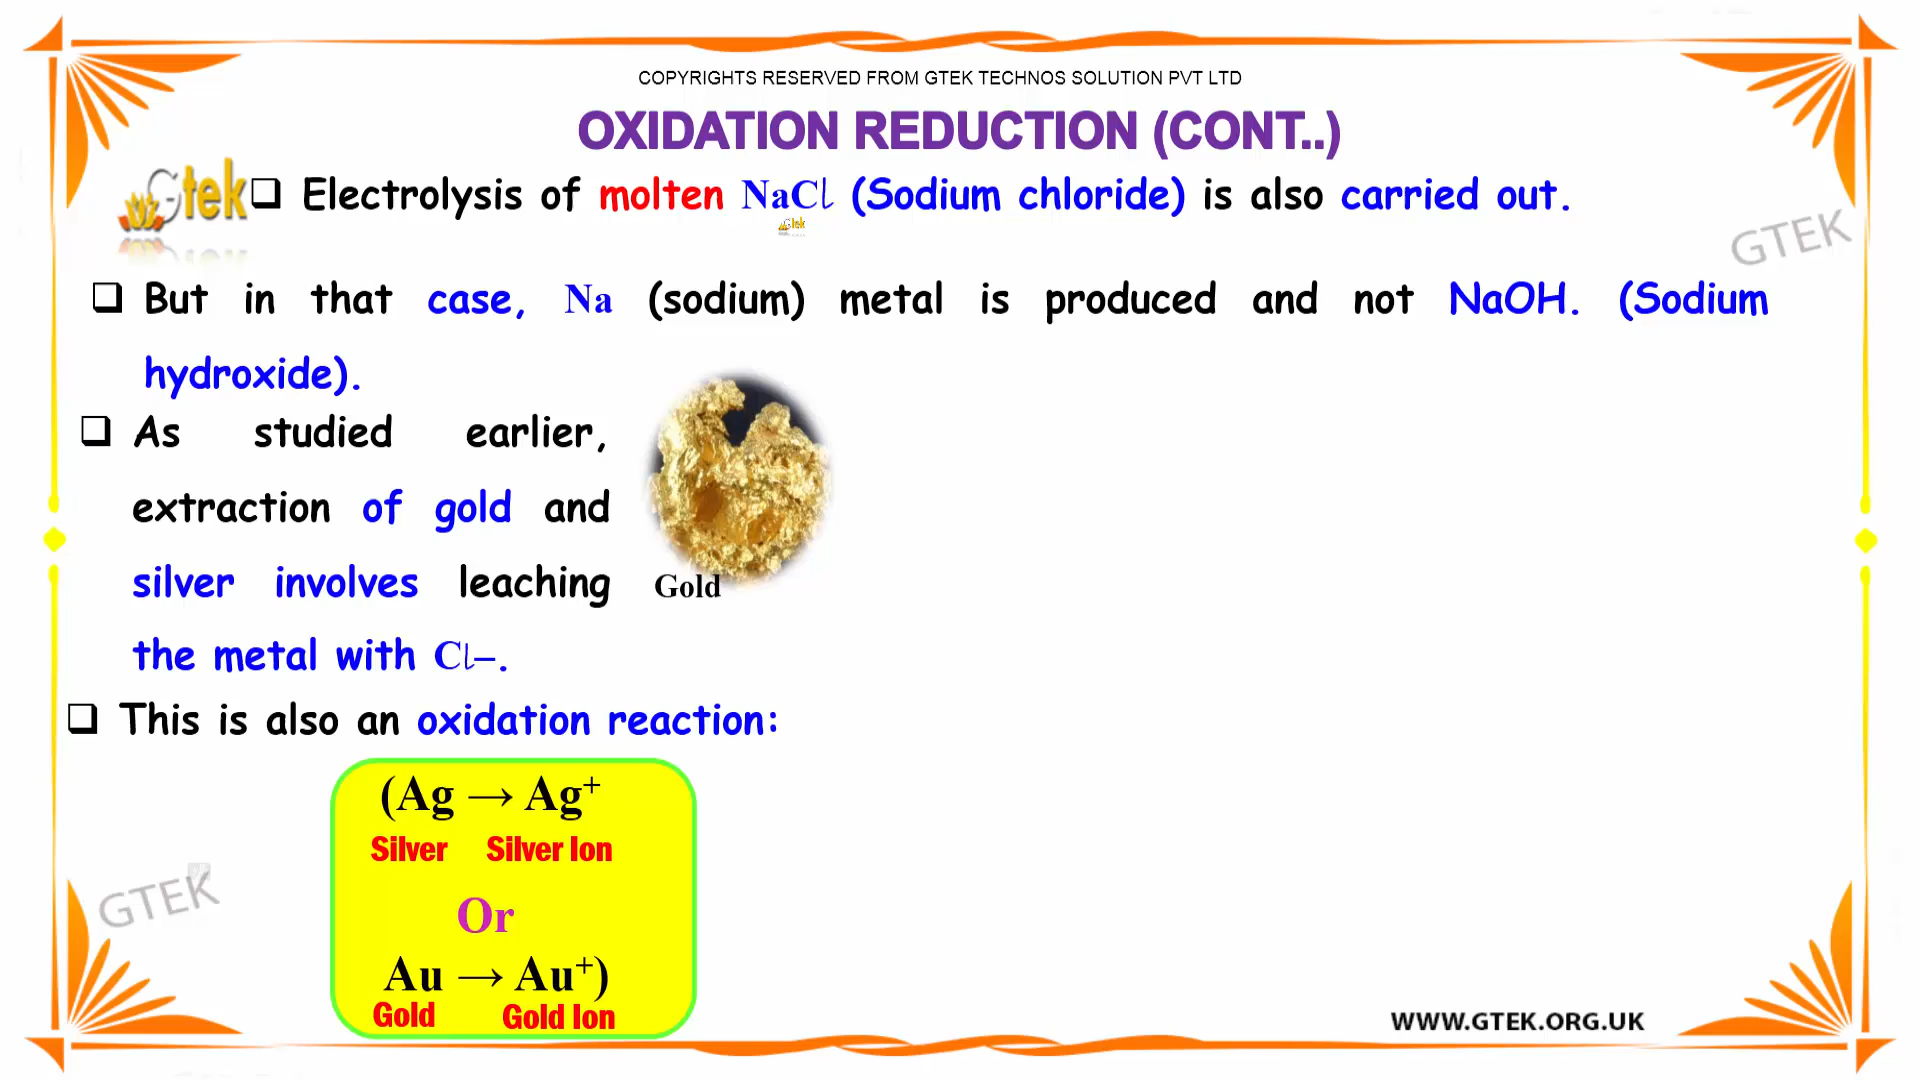 COPYRIGHTS RESERVED FROM GTEK TECHNOS SOLUTION PVT LTD
OXIDATION REDUCTION (CONT..)
Gtek
❑ Electrolysis of molten NaCl (Sodium chloride) is also carried out.
Gtek
GTEK
❑ But in that case, Na (sodium) metal is produced and not NaOH. (Sodium
hydroxide).
❑ As studied earlier,
extraction of gold and
silver involves leaching
the metal with Cl–.
Gold
❑ This is also an oxidation reaction:
(Ag → Ag⁺
Silver Silver Ion
Or
Au → Au⁺)
Gold Gold Ion
GTEK
WWW.GTEK.ORG.UK